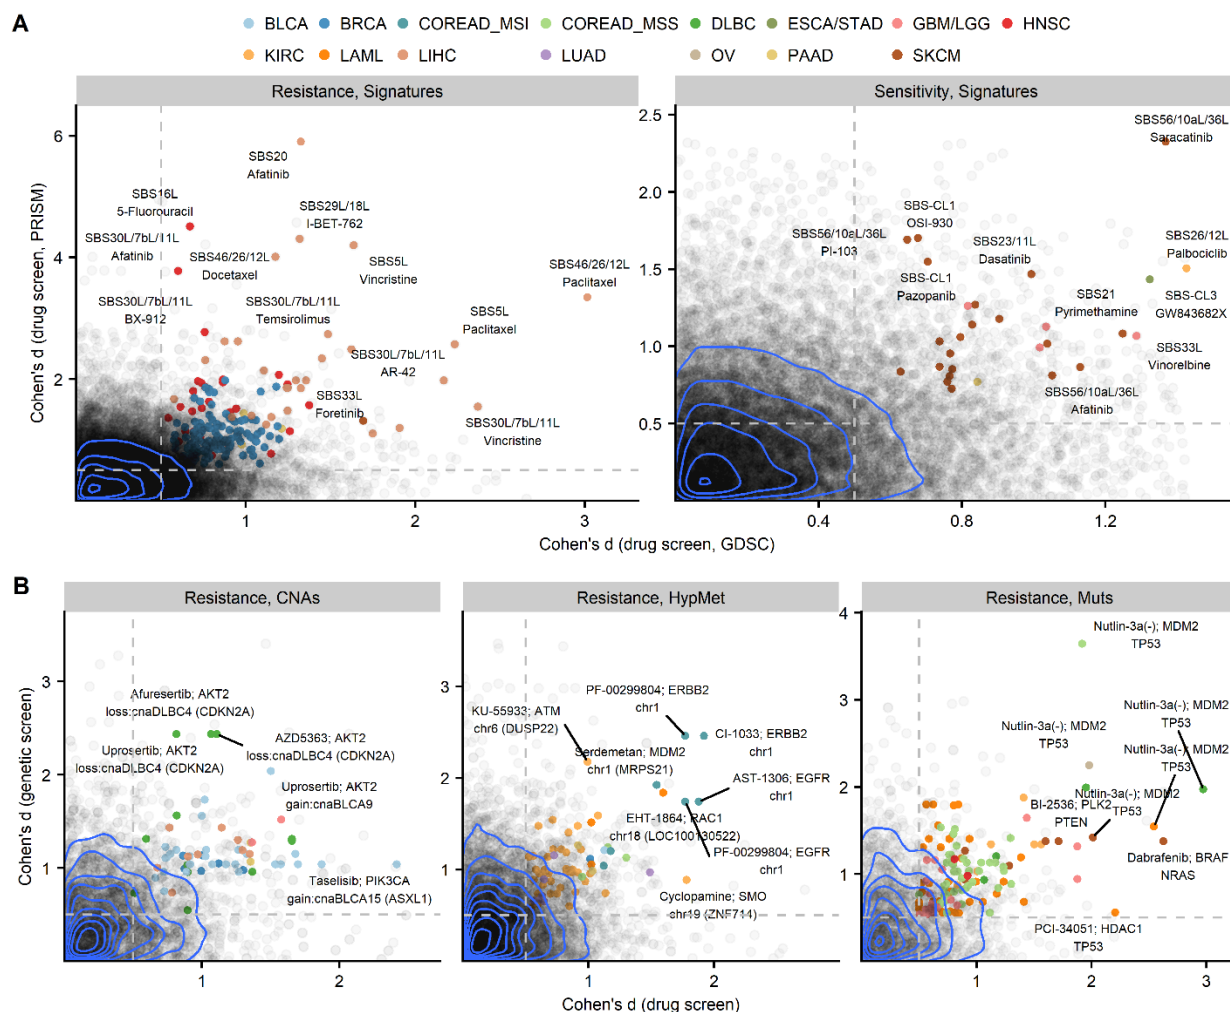 A
BLCA BRCA COREAD_MSI COREAD_MSS DLBC ESCA/STAD GBM/LGG HNSC
KIRC LAML LIHC LUAD OV PAAD SKCM
Resistance, Signatures
Cohen's d (drug screen, PRISM)
6
4
2
1
2
3
SBS20
Afatinib
SBS16L
5-Fluorouracil
SBS29L/18L
I-BET-762
SBS30L/7bL/11L
Afatinib
SBS46/26/12L
Docetaxel
SBS5L
Vincristine
SBS46/26/12L
Paclitaxel
SBS30L/7bL/11L
BX-912
SBS30L/7bL/11L
Temsirolimus
SBS5L
Paclitaxel
SBS30L/7bL/11L
AR-42
SBS33L
Foretinib
SBS30L/7bL/11L
Vincristine
Sensitivity, Signatures
2.5
2.0
1.5
1.0
0.5
0.4
0.8
1.2
SBS56/10aL/36L
Saracatinib
SBS-CL1
OSI-930
SBS56/10aL/36L
PI-103
SBS23/11L
Dasatinib
SBS26/12L
Palbociclib
SBS-CL1
Pazopanib
SBS21
Pyrimethamine
SBS-CL3
GW843682X
SBS33L
Vinorelbine
SBS56/10aL/36L
Afatinib
Cohen's d (drug screen, GDSC)
B
Resistance, CNAs
Cohen's d (genetic screen)
3
2
1
1
2
Afuresertib; AKT2
loss:cnaDLBC4 (CDKN2A)
AZD5363; AKT2
loss:cnaDLBC4 (CDKN2A)
Uprosertib; AKT2
loss:cnaDLBC4 (CDKN2A)
Uprosertib; AKT2
gain:cnaBLCA9
Taselisib; PIK3CA
gain:cnaBLCA15 (ASXL1)
Resistance, HypMet
3
2
1
1
2
PF-00299804; ERBB2
chr1
KU-55933; ATM
chr6 (DUSP22)
CI-1033; ERBB2
chr1
Serdemetan; MDM2
chr1 (MRPS21)
AST-1306; EGFR
chr1
EHT-1864; RAC1
chr18 (LOC100130522)
PF-00299804; EGFR
chr1
Cyclopamine; SMO
chr19 (ZNF714)
Resistance, Muts
4
3
2
1
1
2
3
Nutlin-3a(-); MDM2
TP53
Nutlin-3a(-); MDM2
TP53
Nutlin-3a(-); MDM2
TP53
Nutlin-3a(-); MDM2
TP53
Nutlin-3a(-); MDM2
TP53
BI-2536; PLK2
PTEN
Dabrafenib; BRAF
NRAS
PCI-34051; HDAC1
TP53
Cohen's d (drug screen)